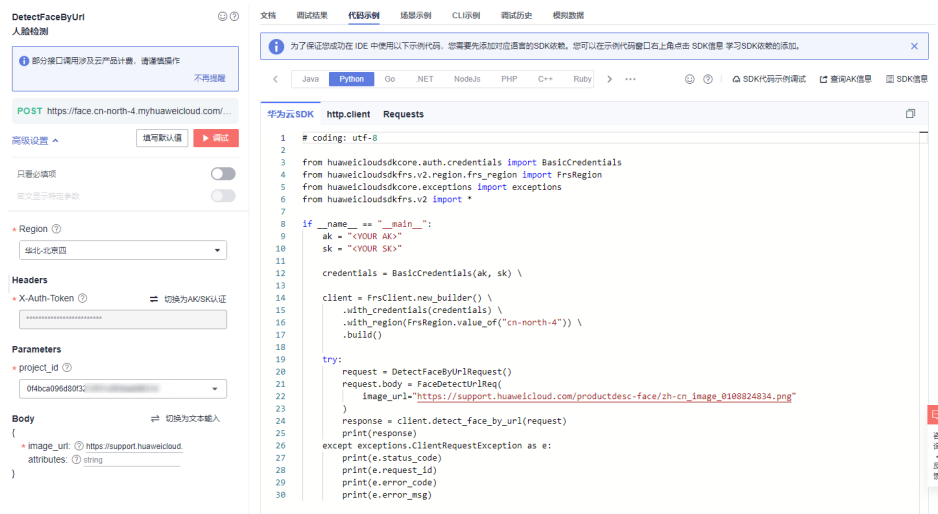 DetectFaceByUrl
人脸检测
部分接口调用涉及云产品计费，请谨慎操作
不再提醒
POST https://face.cn-north-4.myhuaweicloud.com/...
高级设置
填写默认值
调试
只看必填项
* Region
华北-北京四
Headers
* X-Auth-Token
切换为AK/SK认证
**************************
Parameters
* project_id
0f4bca096d80f32
Body
切换为文本输入
{
* image_url: https://support.huaweicloud.
attributes: string
}
文档 调试结果 代码示例 场景示例 CLI示例 调试历史 模拟数据
为了保证您成功在 IDE 中使用以下示例代码，您需要先添加对应语言的SDK依赖。您可以在示例代码窗口右上角点击 SDK信息 学习SDK依赖的添加。
Java Python Go .NET NodeJs PHP C++ Ruby
SDK代码示例调试 查询AK信息 SDK信息
华为云SDK http.client Requests
1 # coding: utf-8
2
3 from huaweicloudsdkcore.auth.credentials import BasicCredentials
4 from huaweicloudsdkfrs.v2.region.frs_region import FrsRegion
5 from huaweicloudsdkcore.exceptions import exceptions
6 from huaweicloudsdkfrs.v2 import *
7
8 if __name__ == "__main__":
9 ak = "<YOUR AK>"
10 sk = "<YOUR SK>"
11
12 credentials = BasicCredentials(ak, sk) \
13
14 client = FrsClient.new_builder() \
15 .with_credentials(credentials) \
16 .with_region(FrsRegion.value_of("cn-north-4")) \
17 .build()
18
19 try:
20 request = DetectFaceByUrlRequest()
21 request.body = FaceDetectUrlReq(
22 image_url="https://support.huaweicloud.com/productdesc-face/zh-cn_image_0108824834.png"
23 )
24 response = client.detect_face_by_url(request)
25 print(response)
26 except exceptions.ClientRequestException as e:
27 print(e.status_code)
28 print(e.request_id)
29 print(e.error_code)
30 print(e.error_msg)